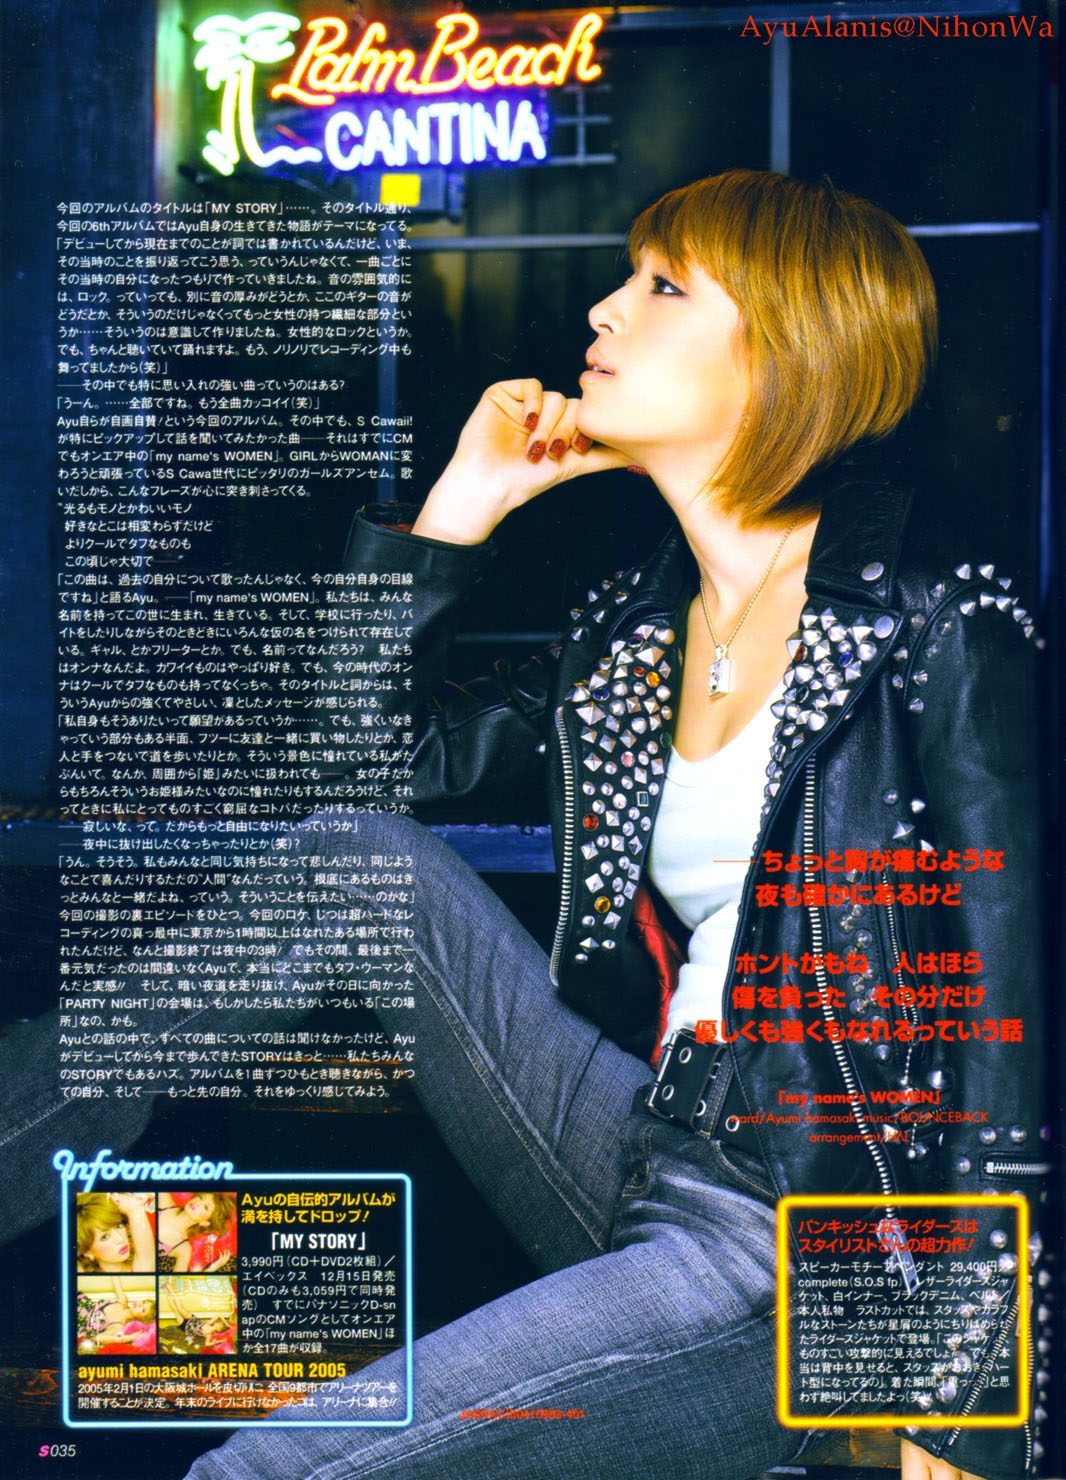 AyuAlanis@NihonWa
Palm Beach
CANTINA
今回のアルバムのタイトルは「MY STORY」……。そのタイトル通り、
今回の6thアルバムではAyu自身の生きてきた物語がテーマになってる。
「デビューしてから現在までのことが詞では書かれているんだけど、いま、
その当時のことを振り返ってこう思う、っていうんじゃなくて、一曲ごとに
その当時の自分になったつもりで作っていきましたね。音の雰囲気的に
は、ロック。っていっても、別に音の厚みがどうとか、ここのギターの音が
どうだとか、そういうのだけじゃなくってもっと女性の持つ繊細な部分とい
うか……そういうのは意識して作りましたね。女性的なロックというか。
でも、ちゃんと聴いていて踊れますよ。もう、ノリノリでレコーディング中も
舞ってましたから(笑)」
――その中でも特に思い入れの強い曲っていうのはある?
「うーん。……全部ですね。もう全曲カッコイイ(笑)」
Ayu自らが自画自賛!という今回のアルバム。その中でも、S Cawaii!
が特にピックアップして話を聞いてみたかった曲――それはすでにCM
でもオンエア中の「my name's WOMEN」。GIRLからWOMANに変
わろうと頑張っているS Cawa世代にピッタリのガールズアンセム。歌
いだしから、こんなフレーズが心に突き刺さってくる。
"光るもモノとかわいいモノ
好きなとこは相変わらずだけど
よりクールでタフなものも
この頃じゃ大切で――"
「この曲は、過去の自分について歌ったんじゃなく、今の自分自身の目線
ですね」と語るAyu。――「my name's WOMEN」。私たちは、みんな
名前を持ってこの世に生まれ、生きている。そして、学校に行ったり、バ
イトをしたりしながらそのときどきにいろんな仮の名をつけられて存在して
いる。ギャル、とかフリーターとか。でも、名前ってなんだろう? 私たち
はオンナなんだよ。カワイイものはやっぱり好き。でも、今の時代のオン
ナはクールでタフなものも持ってなくっちゃ。そのタイトルと詞からは、そ
ういうAyuからの強くてやさしい、凜としたメッセージが感じられる。
「私自身もそうありたいって願望があるっていうか……。でも、強くいなき
ゃっていう部分もある半面、フツーに友達と一緒に買い物したりとか、恋
人と手をつないで道を歩いたりとか。そういう景色に憧れている私がた
ぶんいて。なんか、周囲から「姫」みたいに扱われても――。女の子だか
らもちろんそういうお姫様みたいなのに憧れたりもするんだろうけど、それ
ってときに私にとってものすごく窮屈なコトバだったりするっていうか。
――寂しいな、って。だからもっと自由になりたいっていうか」
――夜中に抜け出したくなっちゃったりとか(笑)?
「うん。そうそう。私もみんなと同じ気持ちになって悲しんだり、同じよう
なことで喜んだりするただの"人間"なんだっていう。根底にあるものはき
っとみんなと一緒だよね、っていう。そういうことを伝えたい……のかな」
今回の撮影の裏エピソードをひとつ。今回のロケ、じつは超ハードなレ
コーディングの真っ最中に東京から1時間以上はなれたある場所で行わ
れたんだけど、なんと撮影終了は夜中の3時! でもその間、最後まで一
番元気だったのは間違いなくAyuで、本当にどこまでもタフ・ウーマンな
んだと実感!! そして、暗い夜道を走り抜け、Ayuがその日に向かった
「PARTY NIGHT」の会場は、もしかしたら私たちがいつもいる「この場
所」なの、かも。
Ayuとの話の中で、すべての曲についての話は聞けなかったけど、Ayu
がデビューしてから今まで歩んできたSTORYはきっと……私たちみんな
のSTORYでもあるハズ。アルバムを1曲ずつひもとき聴きながら、かつ
ての自分、そして――もっと先の自分。それをゆっくり感じてみよう。
――ちょっと胸が痛むような
夜も確かにあるけど
ホントかもね 人はほら
傷を負った その分だけ
優しくも強くもなれるっていう話
「my name's WOMEN」
word/Ayumi hamasaki music/BOUNCEBACK
arrangement/HAL
Information
Ayuの自伝的アルバムが
満を持してドロップ!
「MY STORY」
3,990円(CD+DVD2枚組)/
エイベックス 12月15日発売
(CDのみも3,059円で同時発
売) すでにパナソニックD-sn
apのCMソングとしてオンエア
中の「my name's WOMEN」ほ
か全17曲が収録。
ayumi hamasaki ARENA TOUR 2005
2005年2月1日の大阪城ホールを皮切りに、全国9都市でアリーナツアーを
開催することが決定。年末のライブに行けなかったコは、アリーナに集合!!
パンキッシュなライダースは
スタイリストさんの超力作!
スピーカーモチーフペンダント 29,400円/
complete(S.O.S fp) レザーライダースジャ
ケット、白インナー、ブラックデニム、ベルト/
本人私物 ラストカットでは、スタッズやカラフ
ルなストーンたちが星屑のようにちりばめられ
たライダースジャケットで登場。「このジャケ、
ものすごい攻撃的に見えるでしょ? でも、本
当は背中を見せると、スタッズがおおきいハー
ト型になってるの」。着た瞬間、 と思
わず絶叫してましたよっ(笑)
S035